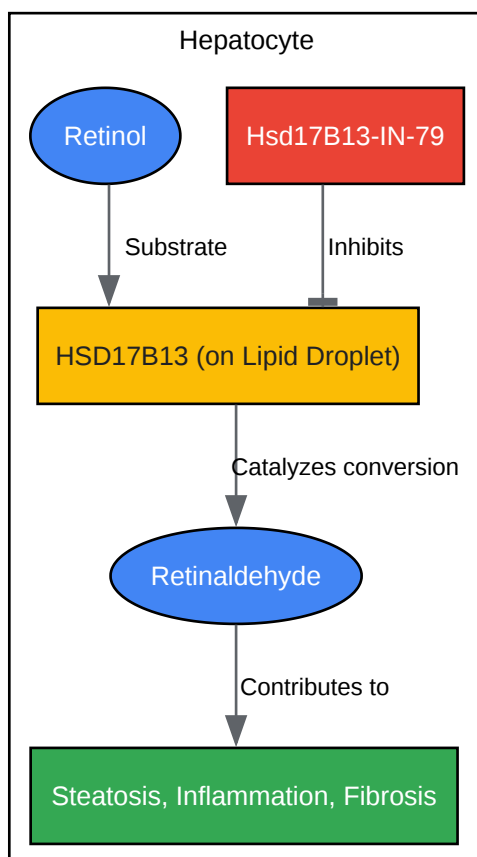 Hepatocyte
Retinol
Hsd17B13-IN-79
Substrate
Inhibits
HSD17B13 (on Lipid Droplet)
Catalyzes conversion
Retinaldehyde
Contributes to
Steatosis, Inflammation, Fibrosis